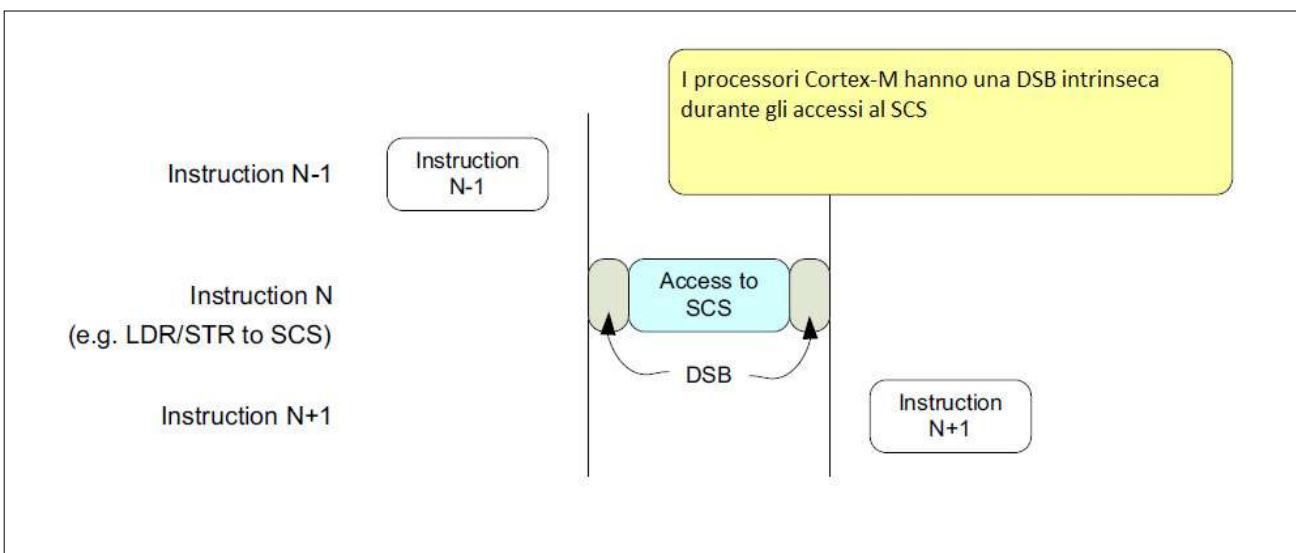 I processori Cortex-M hanno una DSB intrinseca
durante gli accessi al SCS
Instruction N-1
Instruction
N-1
Instruction N
(e.g. LDR/STR to SCS)
Access to
SCS
DSB
Instruction N+1
Instruction
N+1